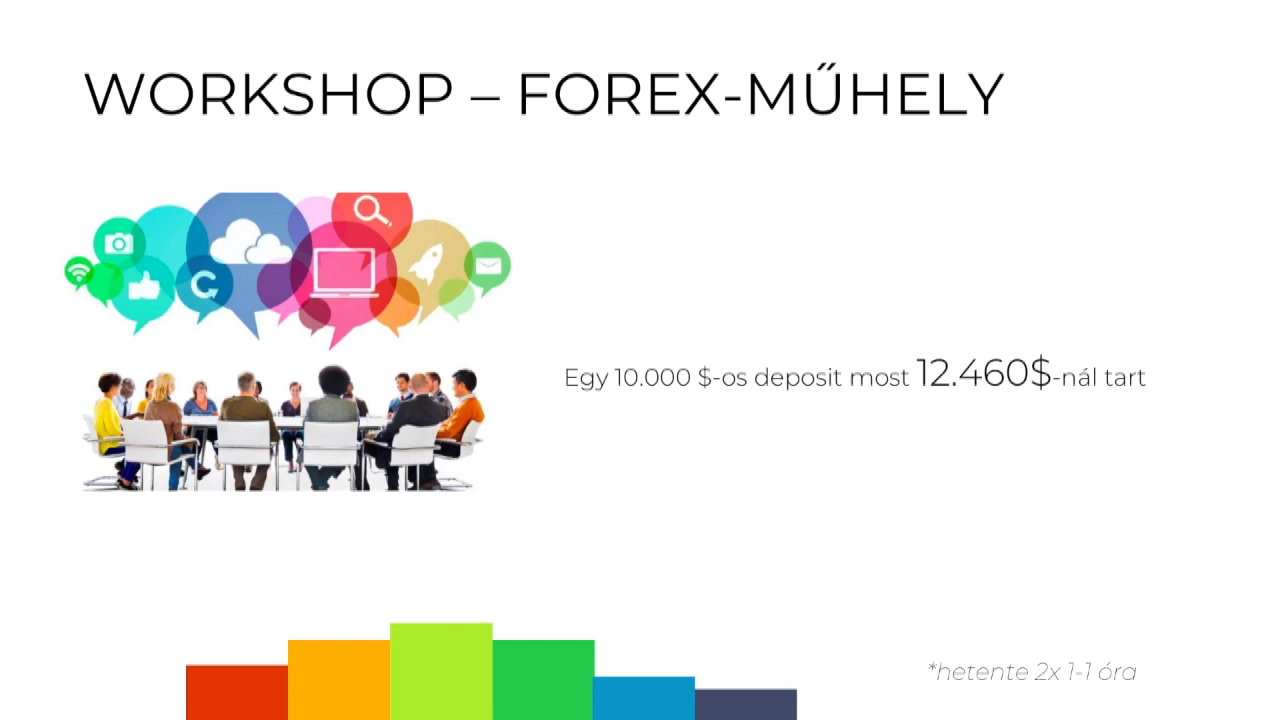 WORKSHOP – FOREX-MŰHELY
Egy 10.000 $-os deposit most 12.460$-nál tart
*hetente 2x 1-1 óra